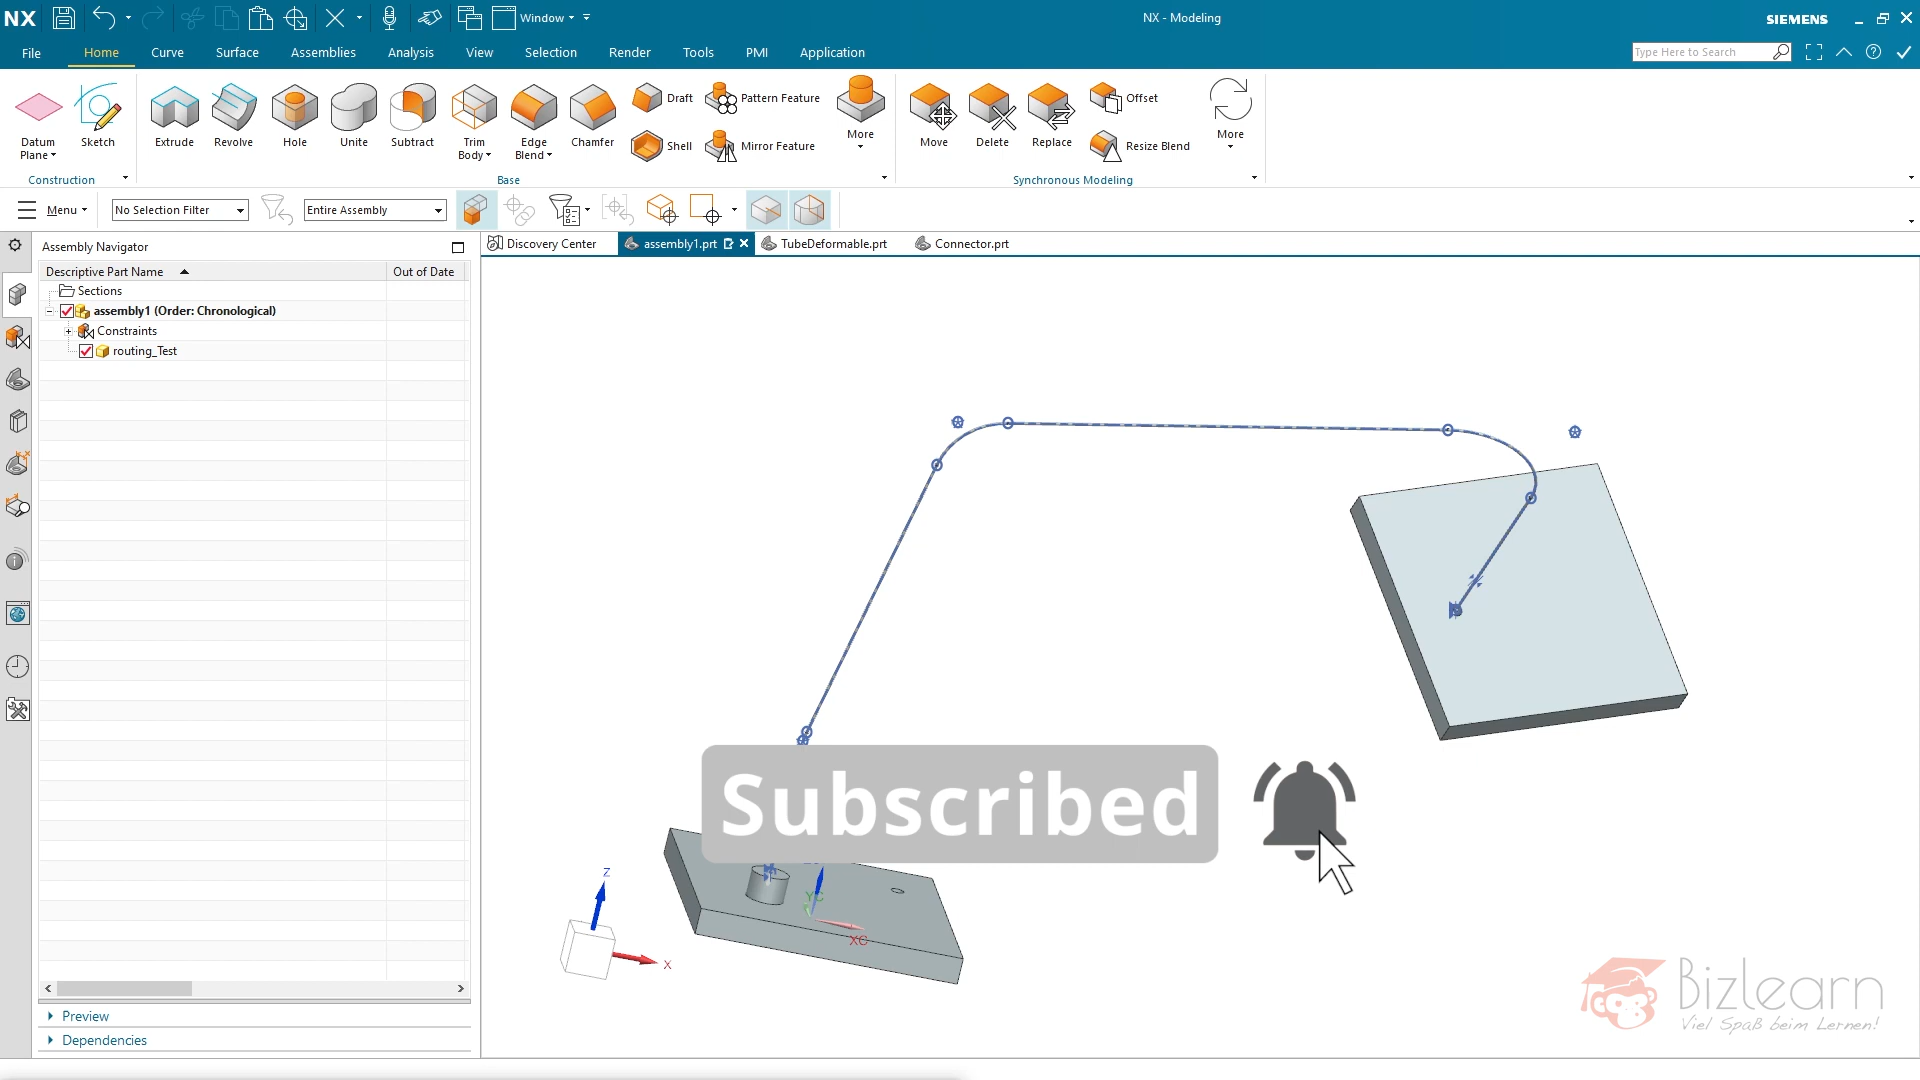 NX
Window
NX - Modeling
SIEMENS
File
Home
Curve
Surface
Assemblies
Analysis
View
Selection
Render
Tools
PMI
Application
Type Here to Search
Datum
Plane
Sketch
Extrude
Revolve
Hole
Unite
Subtract
Trim
Body
Edge
Blend
Chamfer
Draft
Shell
Pattern Feature
Mirror Feature
More
Move
Delete
Replace
Offset
Resize Blend
More
Construction
Base
Synchronous Modeling
Menu
No Selection Filter
Entire Assembly
Assembly Navigator
Discovery Center
assembly1.prt
TubeDeformable.prt
Connector.prt
Descriptive Part Name
Out of Date
Sections
assembly1 (Order: Chronological)
Constraints
routing_Test
Subscribed
Z
X
YC
XC
Preview
Dependencies
Bizlearn
Viel Spaß beim Lernen!